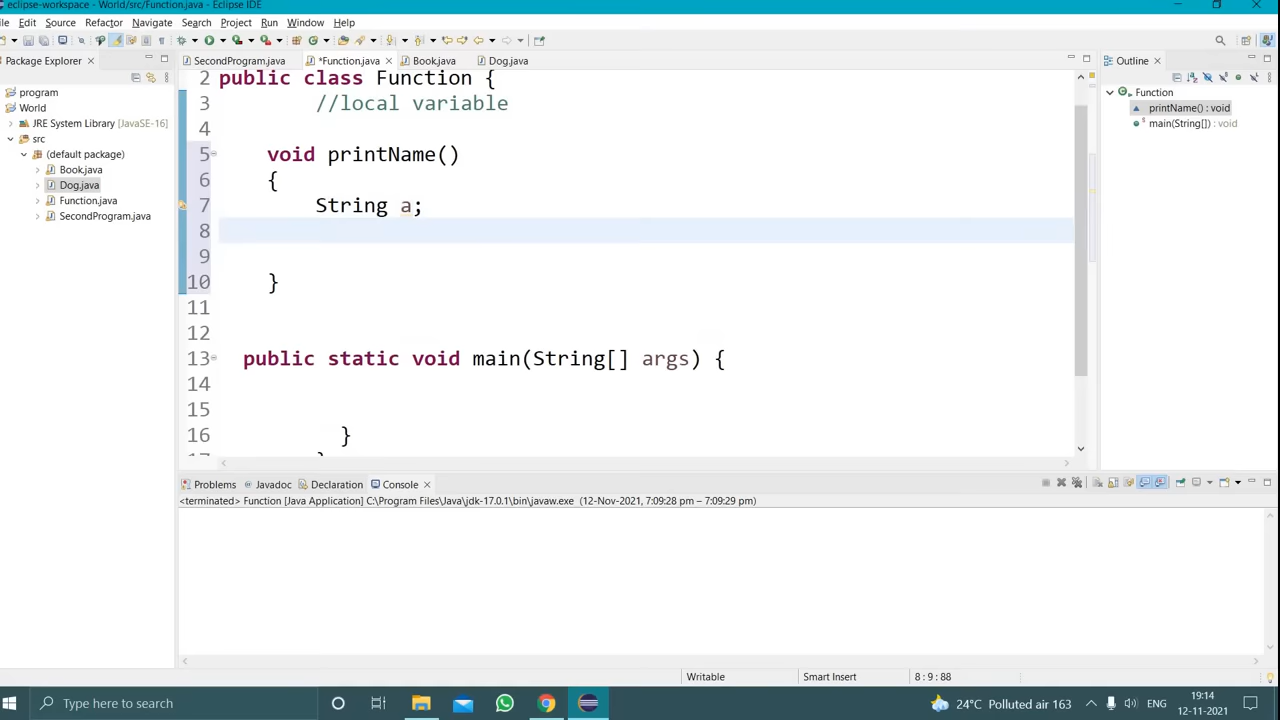 eclipse-workspace - World/src/Function.java - Eclipse IDE
File Edit Source Refactor Navigate Search Project Run Window Help
Package Explorer
SecondProgram.java *Function.java Book.java Dog.java
Outline
program
World
JRE System Library [JavaSE-16]
src
(default package)
Book.java
Dog.java
Function.java
SecondProgram.java
2 public class Function {
3 //local variable
4
5 void printName()
6 {
7 String a;
8
9
10 }
11
12
13 public static void main(String[] args) {
14
15
16 }
17 }
Function
printName() : void
main(String[]) : void
Problems Javadoc Declaration Console
<terminated> Function [Java Application] C:\Program Files\Java\jdk-17.0.1\bin\javaw.exe (12-Nov-2021, 7:09:28 pm – 7:09:29 pm)
Writable Smart Insert 8 : 9 : 88
Type here to search
24°C Polluted air 163
ENG
19:14
12-11-2021